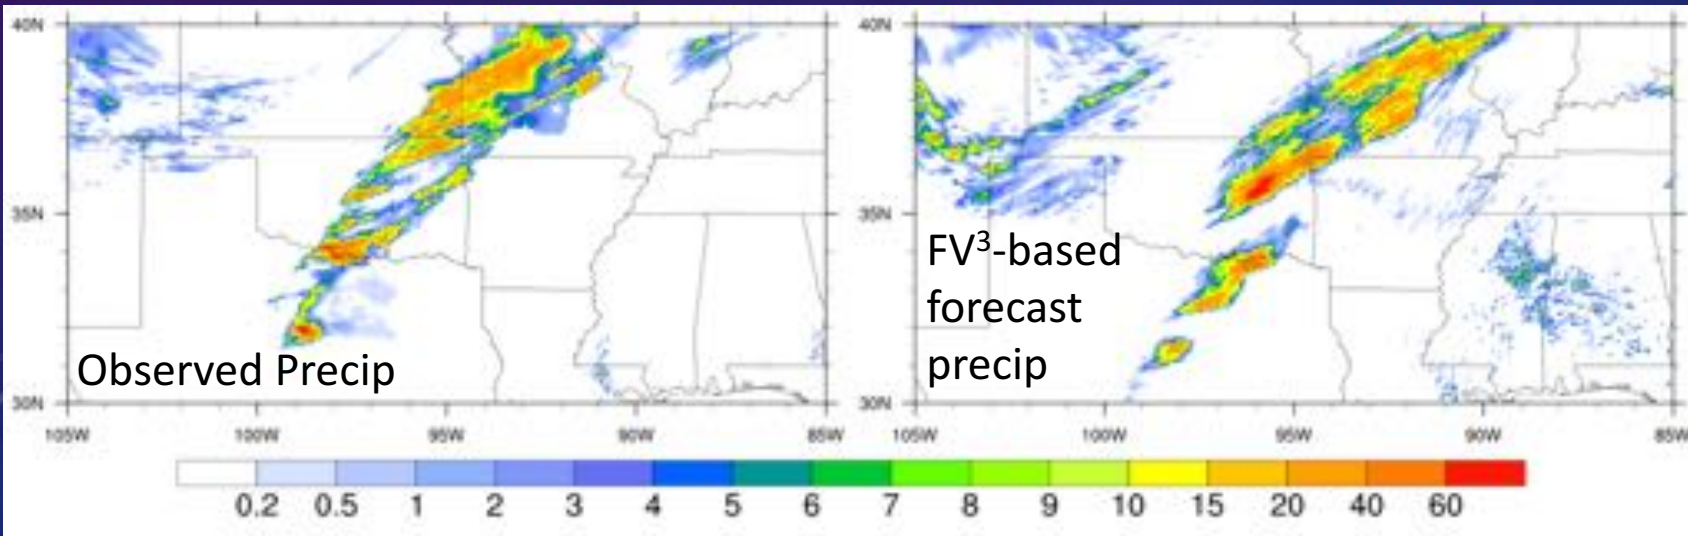 40N
40N
35N
35N
FV³-based
forecast
precip
Observed Precip
30N
30N
105W 100W 95W 90W 85W
105W 100W 95W 90W 85W
0.2 0.5 1 2 3 4 5 6 7 8 9 10 15 20 40 60